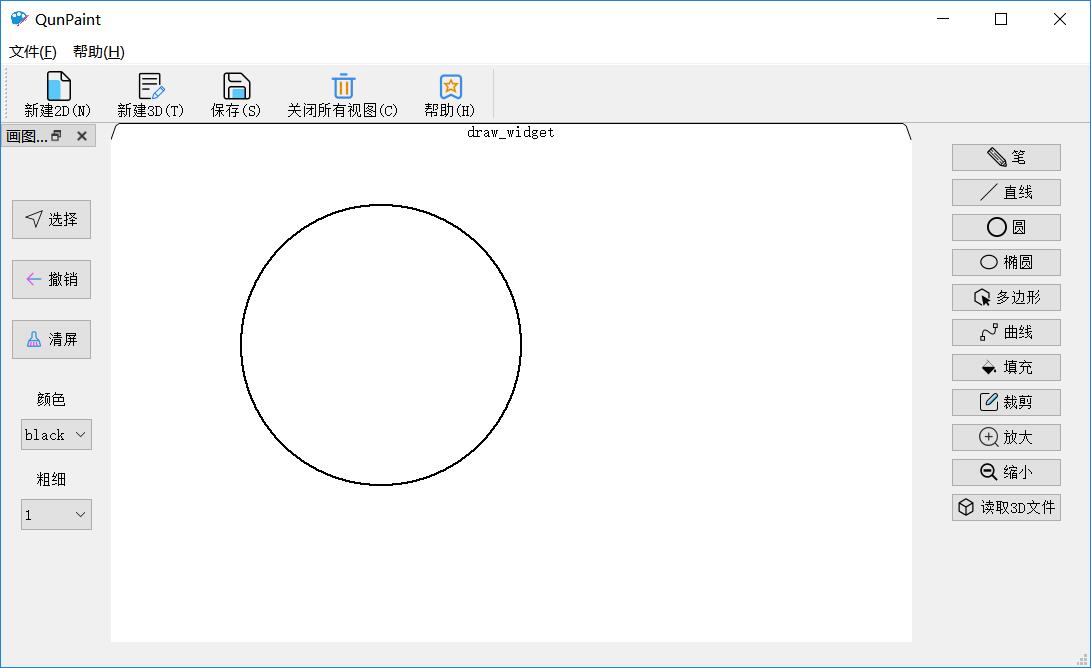 QunPaint
文件(F) 帮助(H)
新建2D(N) 新建3D(T) 保存(S) 关闭所有视图(C) 帮助(H)
画图...
draw_widget
选择
撤销
清屏
颜色
black
粗细
1
笔
直线
圆
椭圆
多边形
曲线
填充
裁剪
放大
缩小
读取3D文件